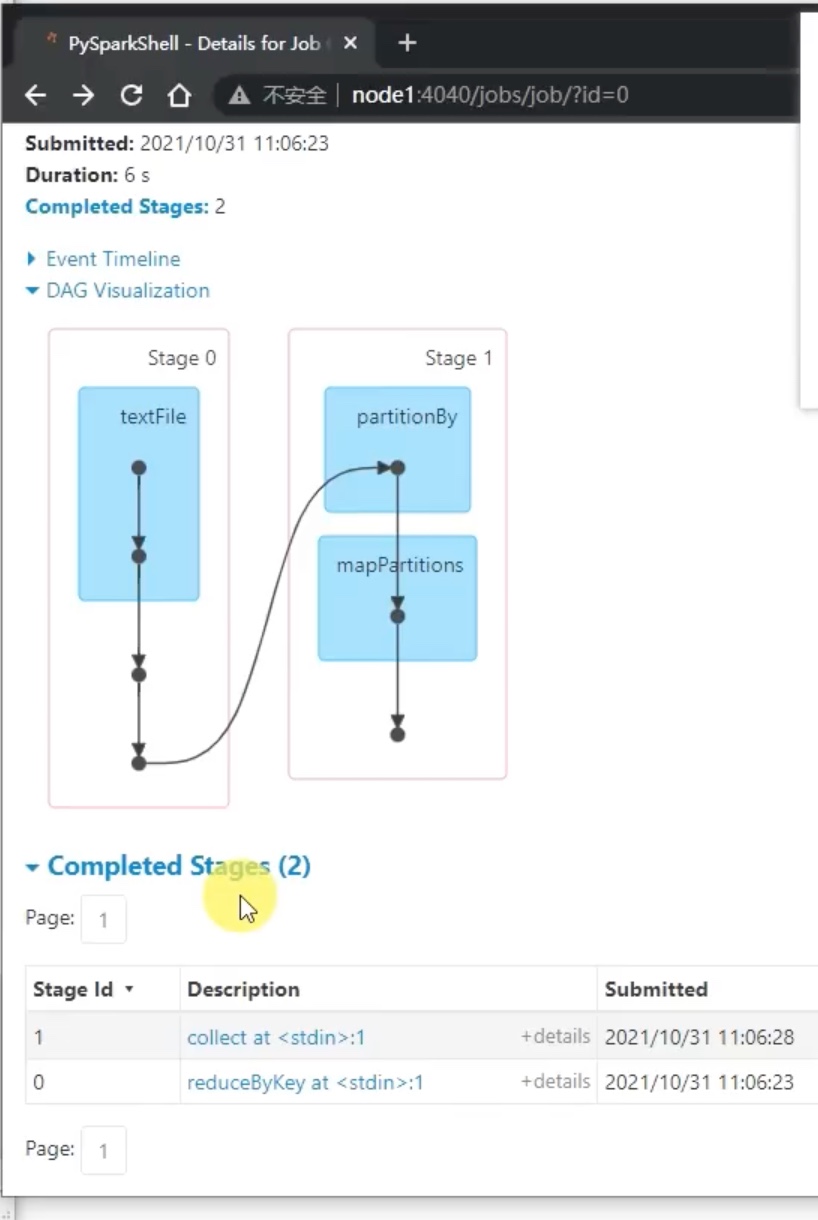 PySparkShell - Details for Job
不安全 | node1:4040/jobs/job/?id=0
Submitted: 2021/10/31 11:06:23
Duration: 6 s
Completed Stages: 2
Event Timeline
DAG Visualization
Stage 0
Stage 1
textFile
partitionBy
mapPartitions
Completed Stages (2)
Page: 1
Stage Id ▾ Description Submitted
1 collect at <stdin>:1 +details 2021/10/31 11:06:28
0 reduceByKey at <stdin>:1 +details 2021/10/31 11:06:23
Page: 1